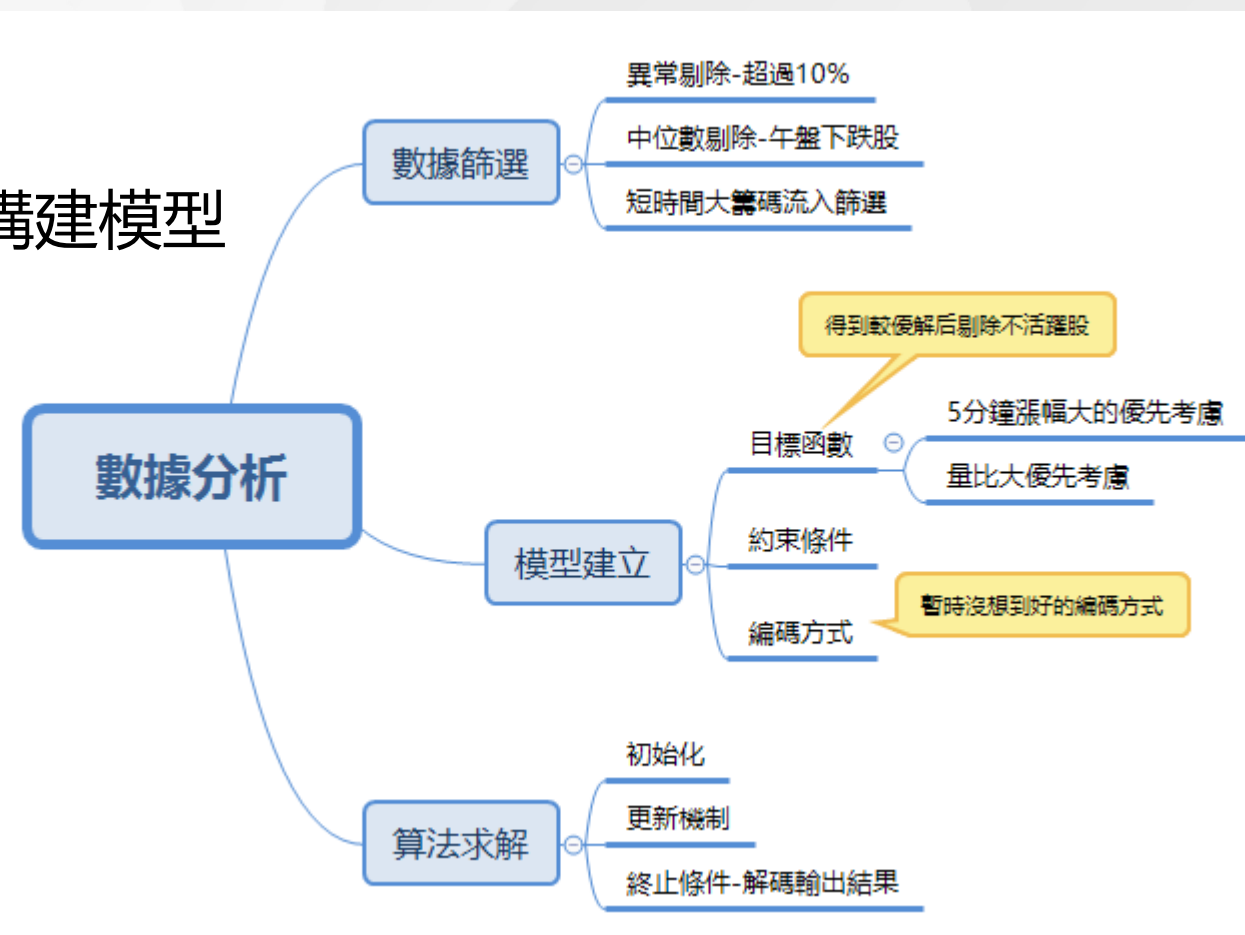 構建模型
數據分析
數據篩選
異常剔除-超過10%
中位數剔除-午盤下跌股
短時間大籌碼流入篩選
模型建立
得到較優解后剔除不活躍股
目標函數
5分鐘漲幅大的優先考慮
量比大優先考慮
約束條件
編碼方式
暫時沒想到好的編碼方式
算法求解
初始化
更新機制
終止條件-解碼輸出結果